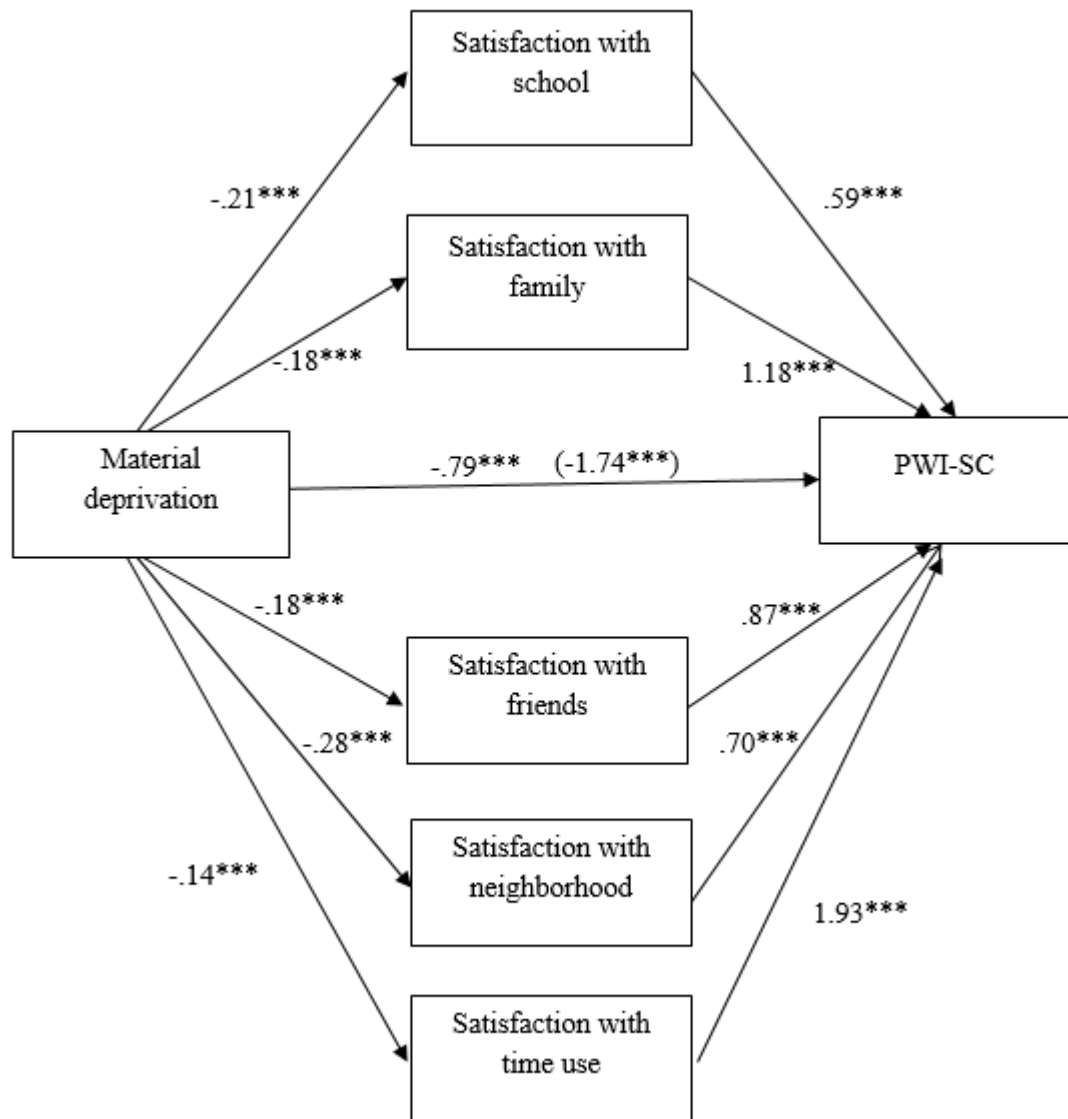 Satisfaction with
school
-.21***
.59***
Satisfaction with
family
-.18***
1.18***
Material
deprivation
-.79*** (-1.74***)
PWI-SC
-.18***
.87***
Satisfaction with
friends
-.28***
.70***
Satisfaction with
neighborhood
-.14***
1.93***
Satisfaction with
time use